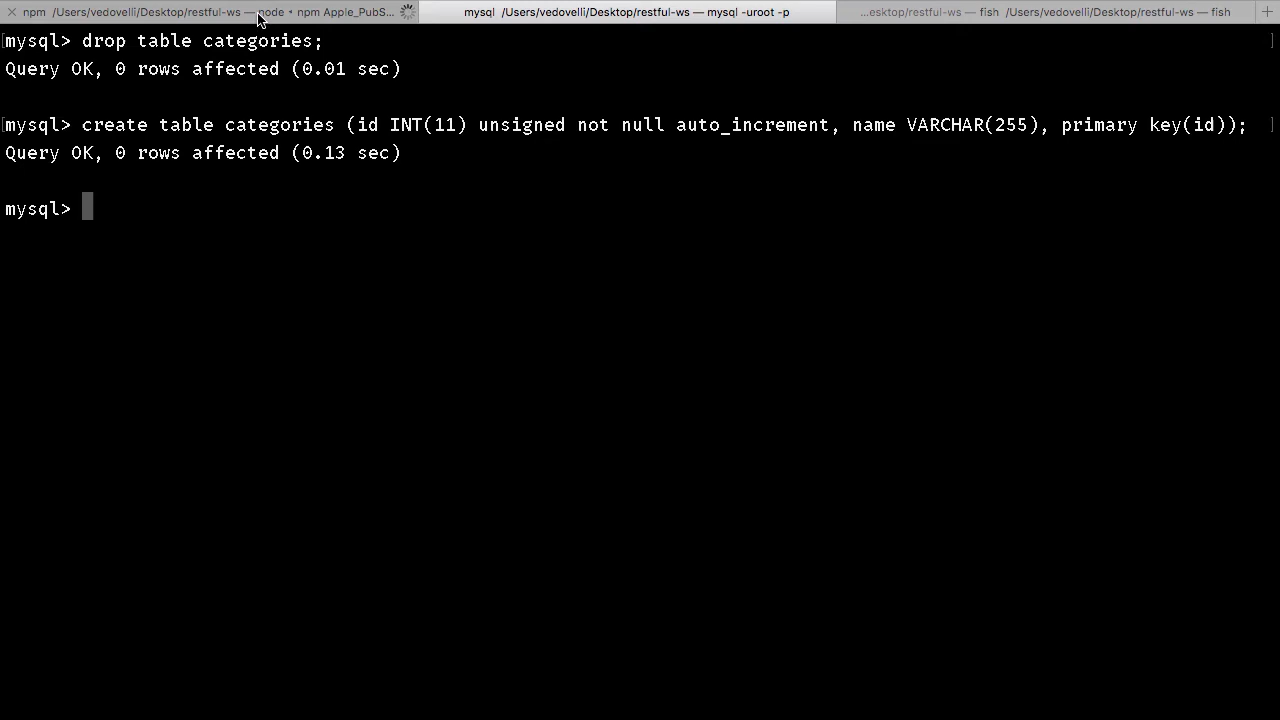 npm /Users/vedovelli/Desktop/restful-ws — node • npm Apple_PubS...
mysql /Users/vedovelli/Desktop/restful-ws — mysql -uroot -p
...esktop/restful-ws — fish /Users/vedovelli/Desktop/restful-ws — fish
mysql> drop table categories;
Query OK, 0 rows affected (0.01 sec)
mysql> create table categories (id INT(11) unsigned not null auto_increment, name VARCHAR(255), primary key(id));
Query OK, 0 rows affected (0.13 sec)
mysql>